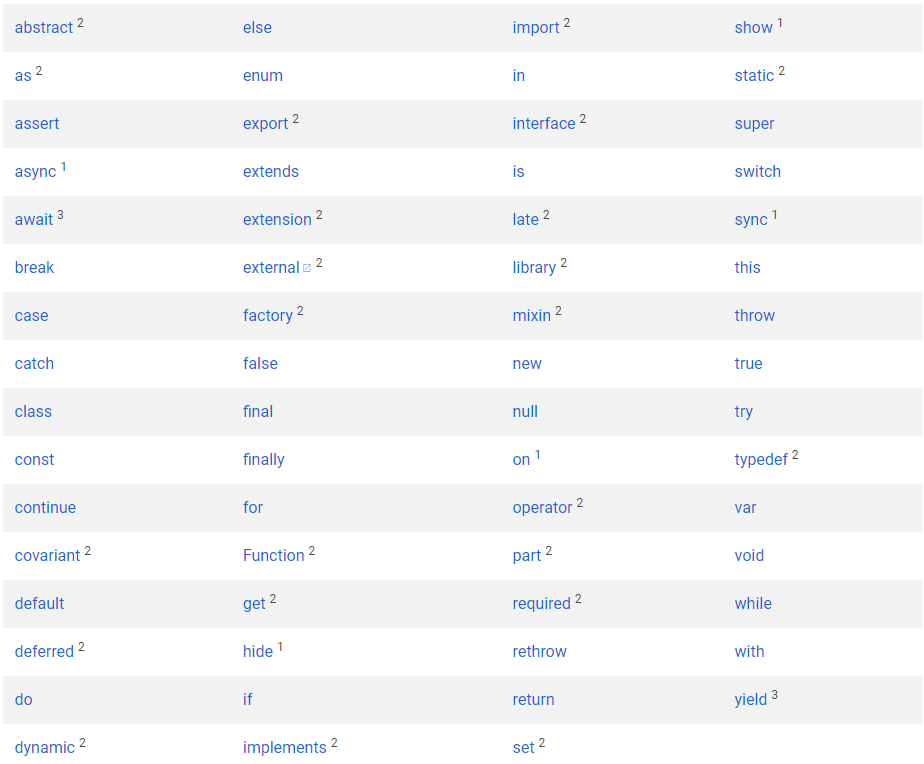 abstract 2 else import 2 show 1
as 2 enum in static 2
assert export 2 interface 2 super
async 1 extends is switch
await 3 extension 2 late 2 sync 1
break external 2 library 2 this
case factory 2 mixin 2 throw
catch false new true
class final null try
const finally on 1 typedef 2
continue for operator 2 var
covariant 2 Function 2 part 2 void
default get 2 required 2 while
deferred 2 hide 1 rethrow with
do if return yield 3
dynamic 2 implements 2 set 2